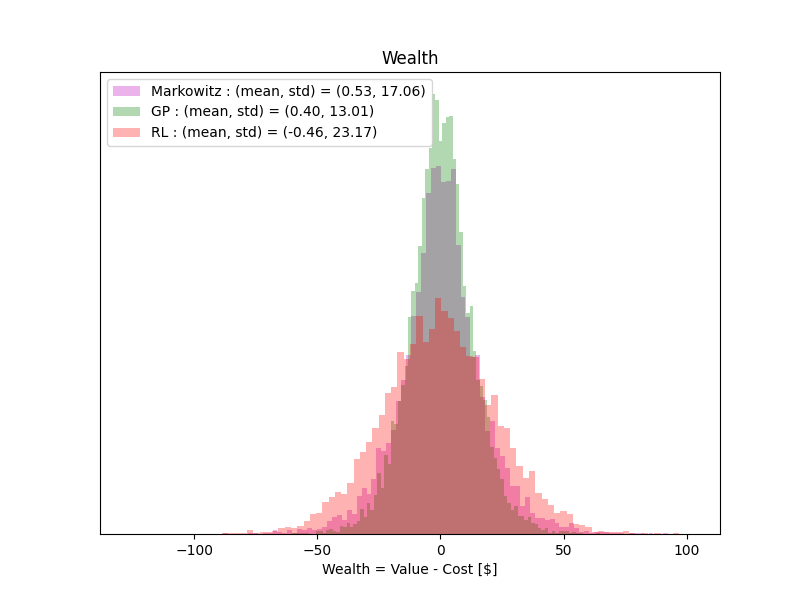 Wealth
Markowitz : (mean, std) = (0.53, 17.06)
GP : (mean, std) = (0.40, 13.01)
RL : (mean, std) = (-0.46, 23.17)
−100 −50 0 50 100
Wealth = Value - Cost [$]